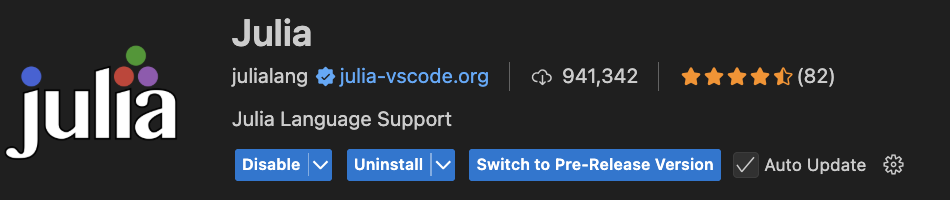 julia
Julia
julialang julia-vscode.org 941,342 (82)
Julia Language Support
Disable Uninstall Switch to Pre-Release Version Auto Update